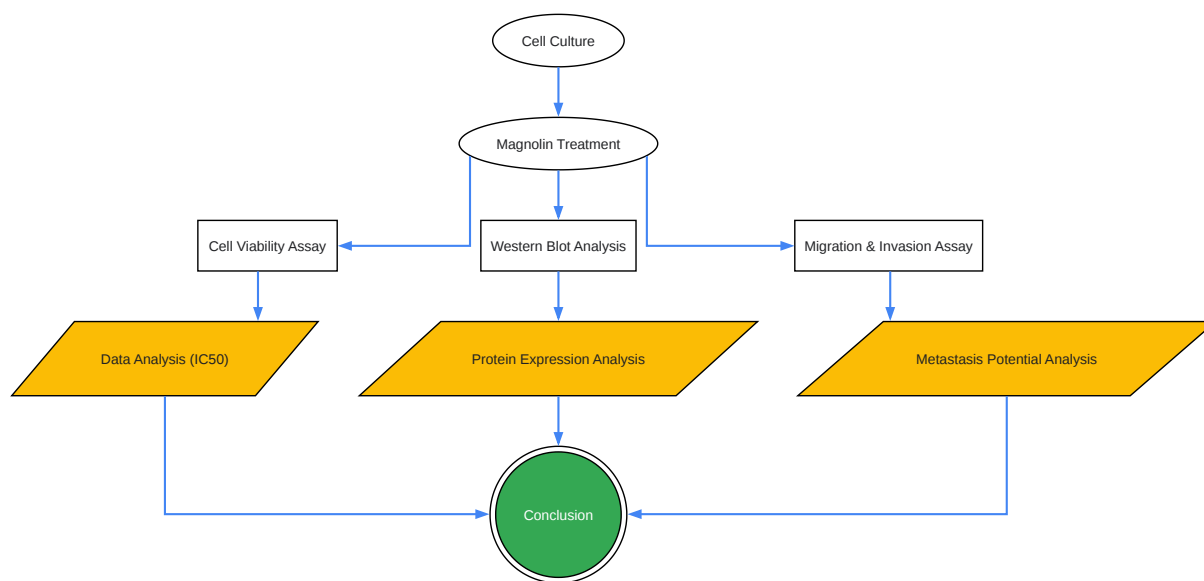 Cell Culture
Magnolin Treatment
Cell Viability Assay
Western Blot Analysis
Migration & Invasion Assay
Data Analysis (IC50)
Protein Expression Analysis
Metastasis Potential Analysis
Conclusion